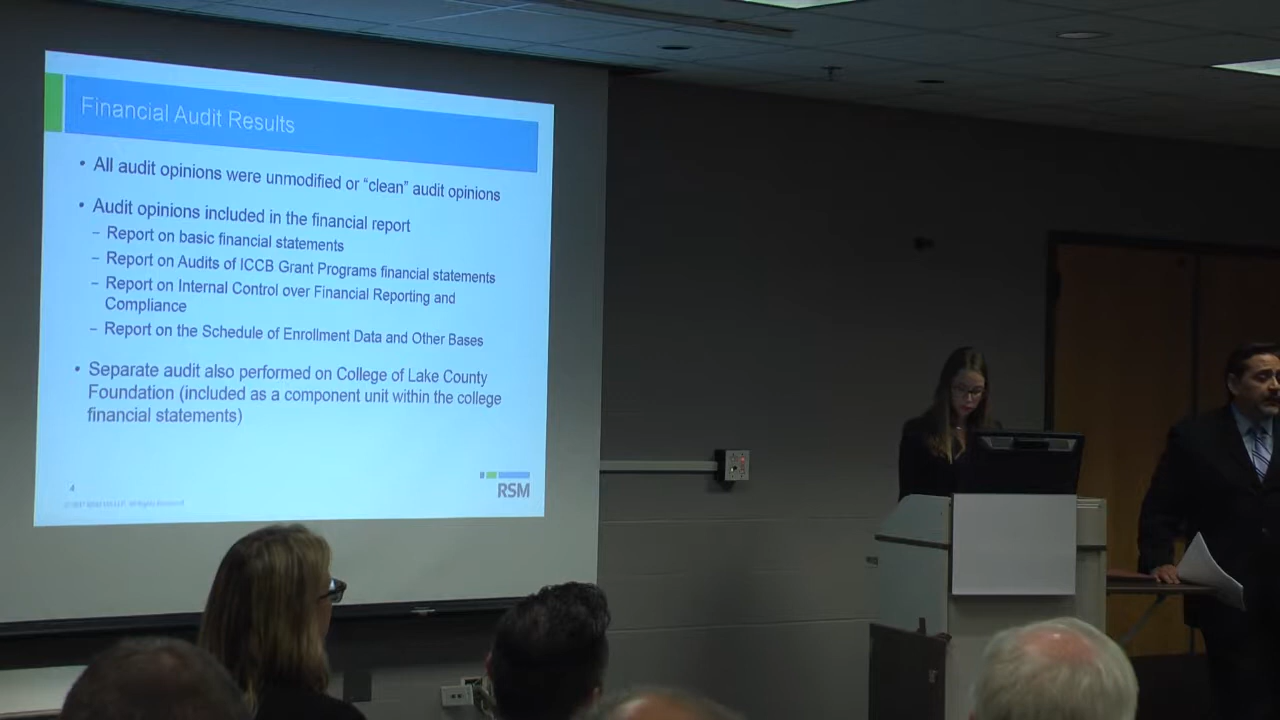 Financial Audit Results
• All audit opinions were unmodified or “clean” audit opinions
• Audit opinions included in the financial report
– Report on basic financial statements
– Report on Audits of ICCB Grant Programs financial statements
– Report on Internal Control over Financial Reporting and
Compliance
– Report on the Schedule of Enrollment Data and Other Bases
• Separate audit also performed on College of Lake County
Foundation (included as a component unit within the college
financial statements)
4
RSM